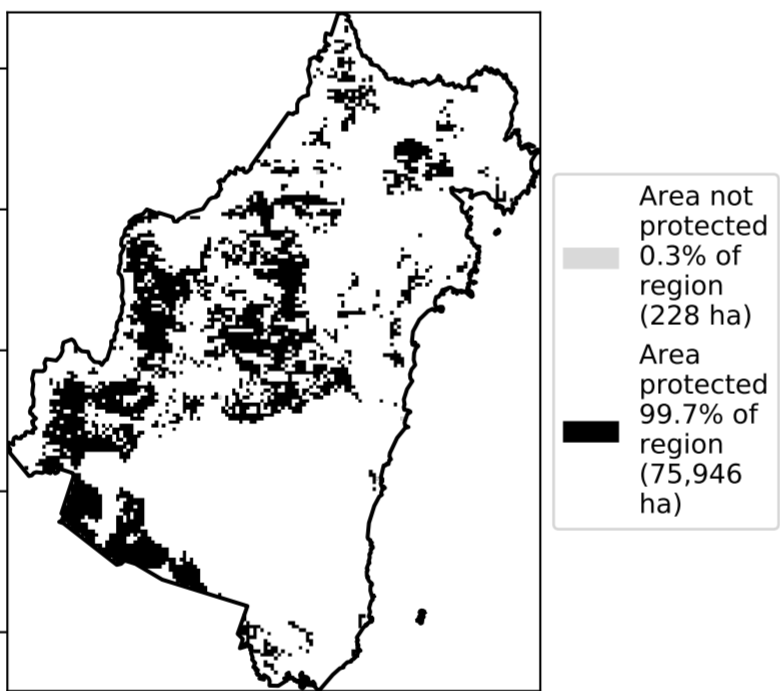 Area not
protected
0.3% of
region
(228 ha)
Area
protected
99.7% of
region
(75,946
ha)